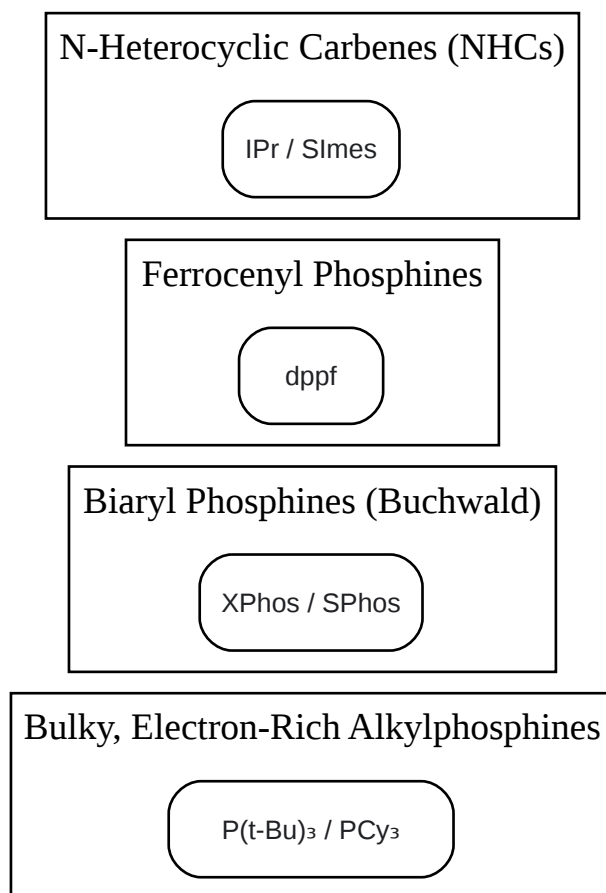 N-Heterocyclic Carbenes (NHCs)
IPr / SImes
Ferrocenyl Phosphines
dppf
Biaryl Phosphines (Buchwald)
XPhos / SPhos
Bulky, Electron-Rich Alkylphosphines
P(t-Bu)₃ / PCy₃